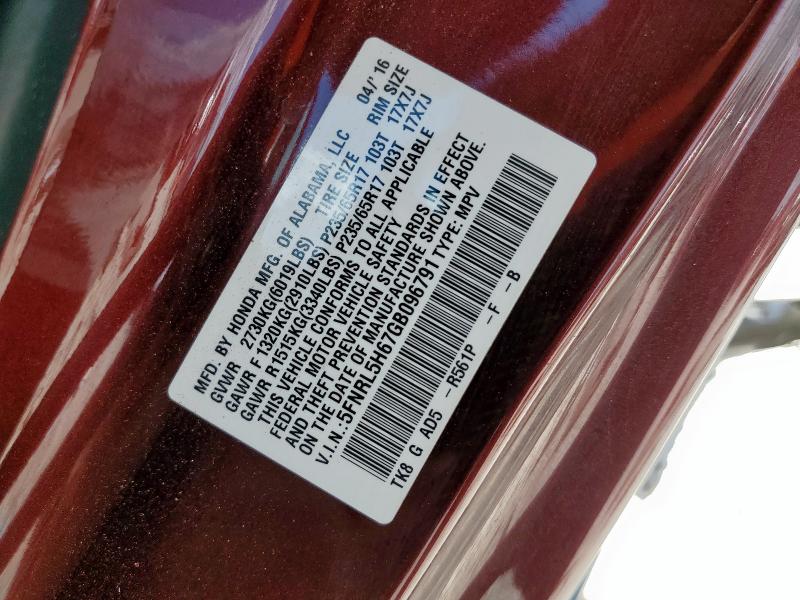 MFD. BY HONDA MFG. OF ALABAMA, LLC 04/'16
GVWR 2730KG(6019LBS) TIRE SIZE RIM SIZE
GAWR F 1320KG(2910LBS) P235/65R17 103T 17X7J
GAWR R1515KG(3340LBS) P235/65R17 103T 17X7J
THIS VEHICLE CONFORMS TO ALL APPLICABLE
FEDERAL MOTOR VEHICLE SAFETY
AND THEFT PREVENTION STANDARDS IN EFFECT
ON THE DATE OF MANUFACTURE SHOWN ABOVE.
V.I.N.:5FNRL5H67GB096791 TYPE: MPV
TK8 G AD5 -R561P -F -B